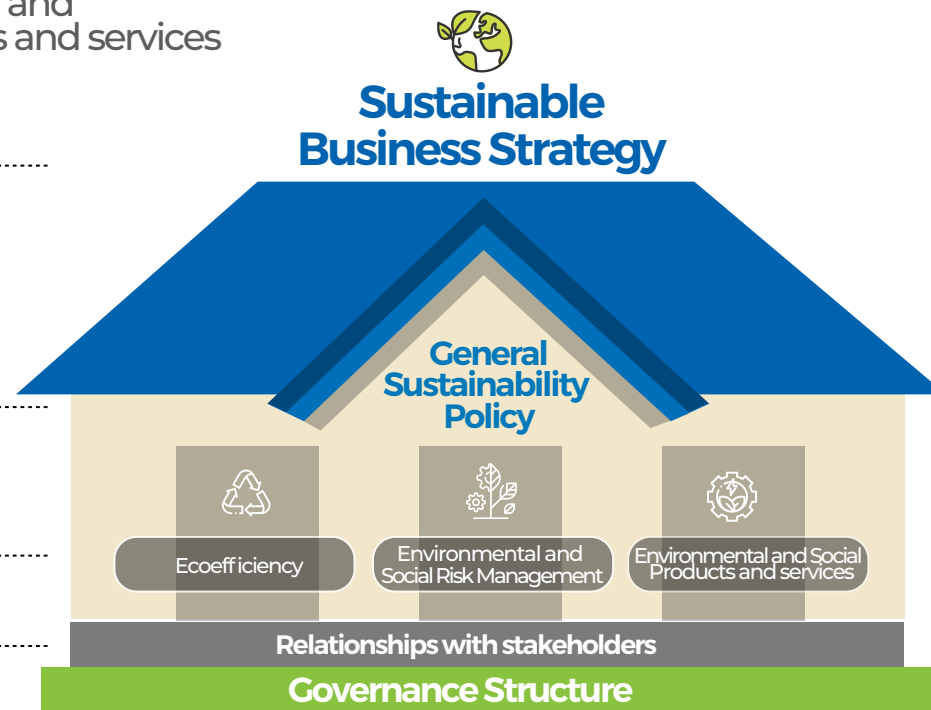 and
s and services
Sustainable
Business Strategy
General
Sustainability
Policy
Ecoefficiency
Environmental and
Social Risk Management
Environmental and Social
Products and services
Relationships with stakeholders
Governance Structure